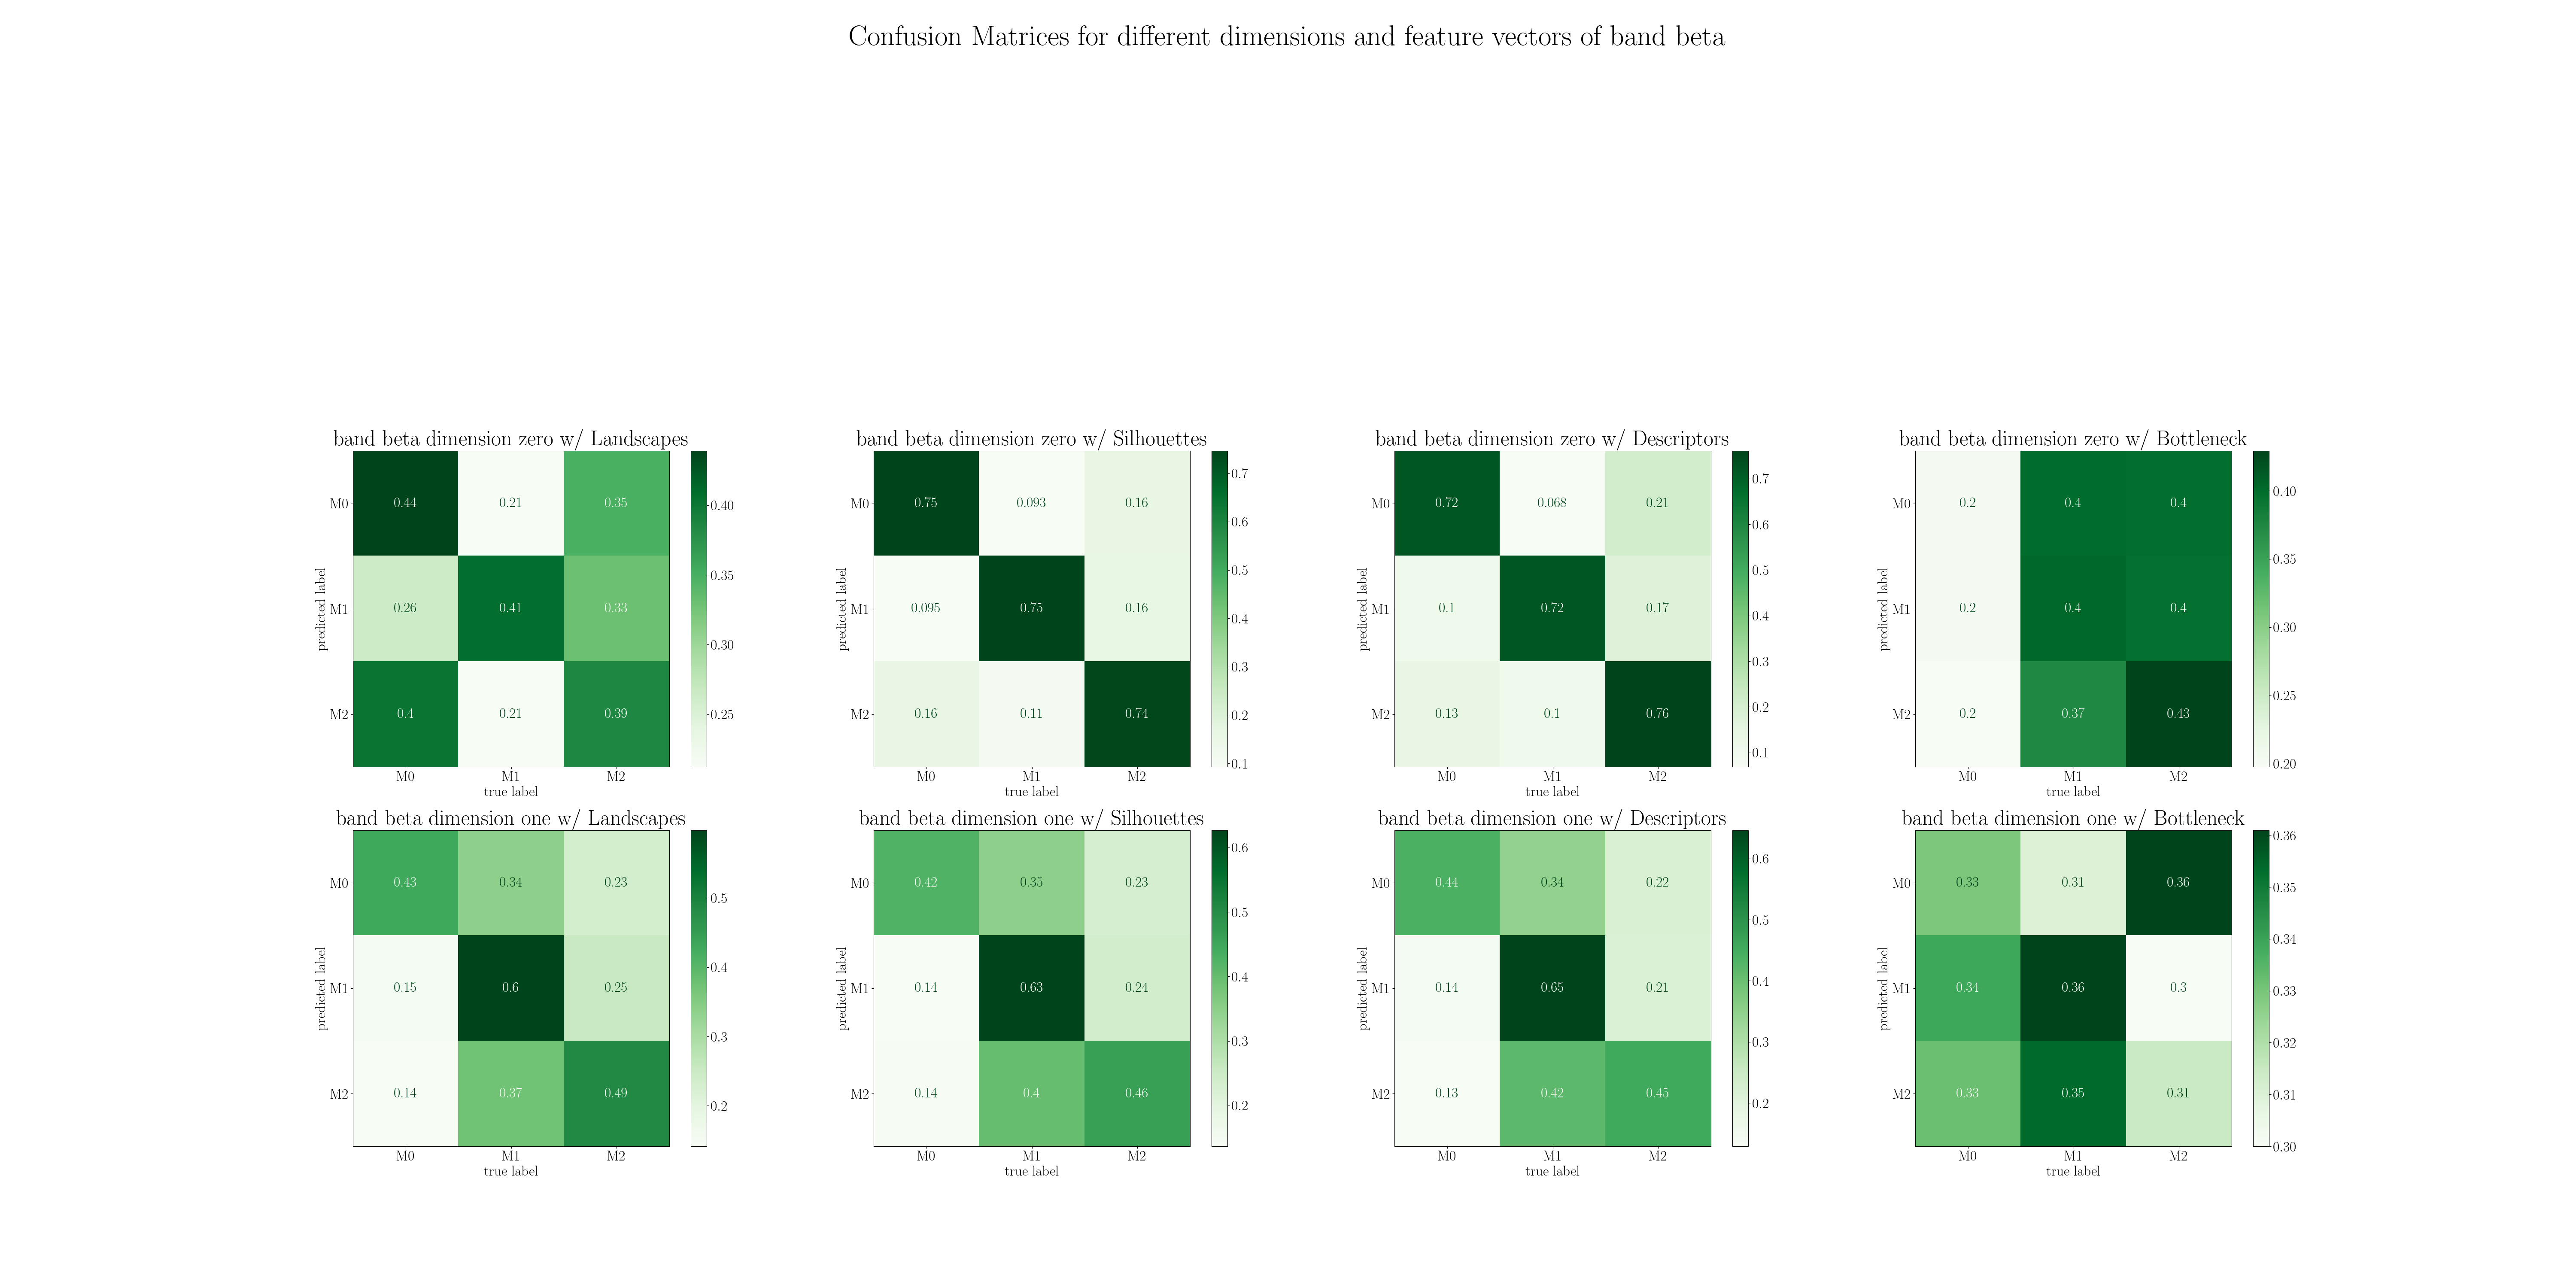 Confusion Matrices for different dimensions and feature vectors of band beta
band beta dimension zero w/ Landscapes
M0 0.44 0.21 0.35
M1 0.26 0.41 0.33
M2 0.4 0.21 0.39
M0 M1 M2
true label
predicted label
0.40
0.35
0.30
0.25
band beta dimension zero w/ Silhouettes
M0 0.75 0.093 0.16
M1 0.095 0.75 0.16
M2 0.16 0.11 0.74
M0 M1 M2
true label
predicted label
0.7
0.6
0.5
0.4
0.3
0.2
0.1
band beta dimension zero w/ Descriptors
M0 0.72 0.068 0.21
M1 0.1 0.72 0.17
M2 0.13 0.1 0.76
M0 M1 M2
true label
predicted label
0.7
0.6
0.5
0.4
0.3
0.2
0.1
band beta dimension zero w/ Bottleneck
M0 0.2 0.4 0.4
M1 0.2 0.4 0.4
M2 0.2 0.37 0.43
M0 M1 M2
true label
predicted label
0.40
0.35
0.30
0.25
0.20
band beta dimension one w/ Landscapes
M0 0.43 0.34 0.23
M1 0.15 0.6 0.25
M2 0.14 0.37 0.49
M0 M1 M2
true label
predicted label
0.5
0.4
0.3
0.2
band beta dimension one w/ Silhouettes
M0 0.42 0.35 0.23
M1 0.14 0.63 0.24
M2 0.14 0.4 0.46
M0 M1 M2
true label
predicted label
0.6
0.5
0.4
0.3
0.2
band beta dimension one w/ Descriptors
M0 0.44 0.34 0.22
M1 0.14 0.65 0.21
M2 0.13 0.42 0.45
M0 M1 M2
true label
predicted label
0.6
0.5
0.4
0.3
0.2
band beta dimension one w/ Bottleneck
M0 0.33 0.31 0.36
M1 0.34 0.36 0.3
M2 0.33 0.35 0.31
M0 M1 M2
true label
predicted label
0.36
0.35
0.34
0.33
0.32
0.31
0.30